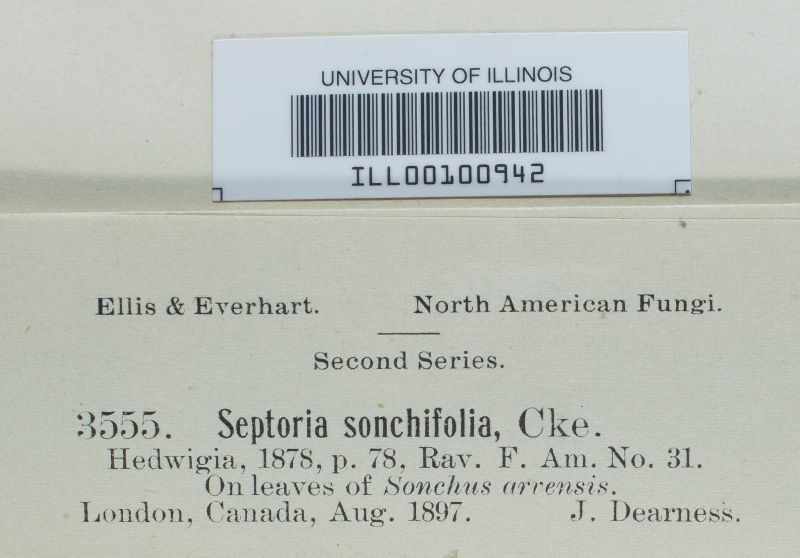 UNIVERSITY OF ILLINOIS
ILL00100942
Ellis & Everhart. North American Fungi.
Second Series.
3555. Septoria sonchifolia, Cke.
Hedwigia, 1878, p. 78, Rav. F. Am. No. 31.
On leaves of Sonchus arvensis.
London, Canada, Aug. 1897. J. Dearness.